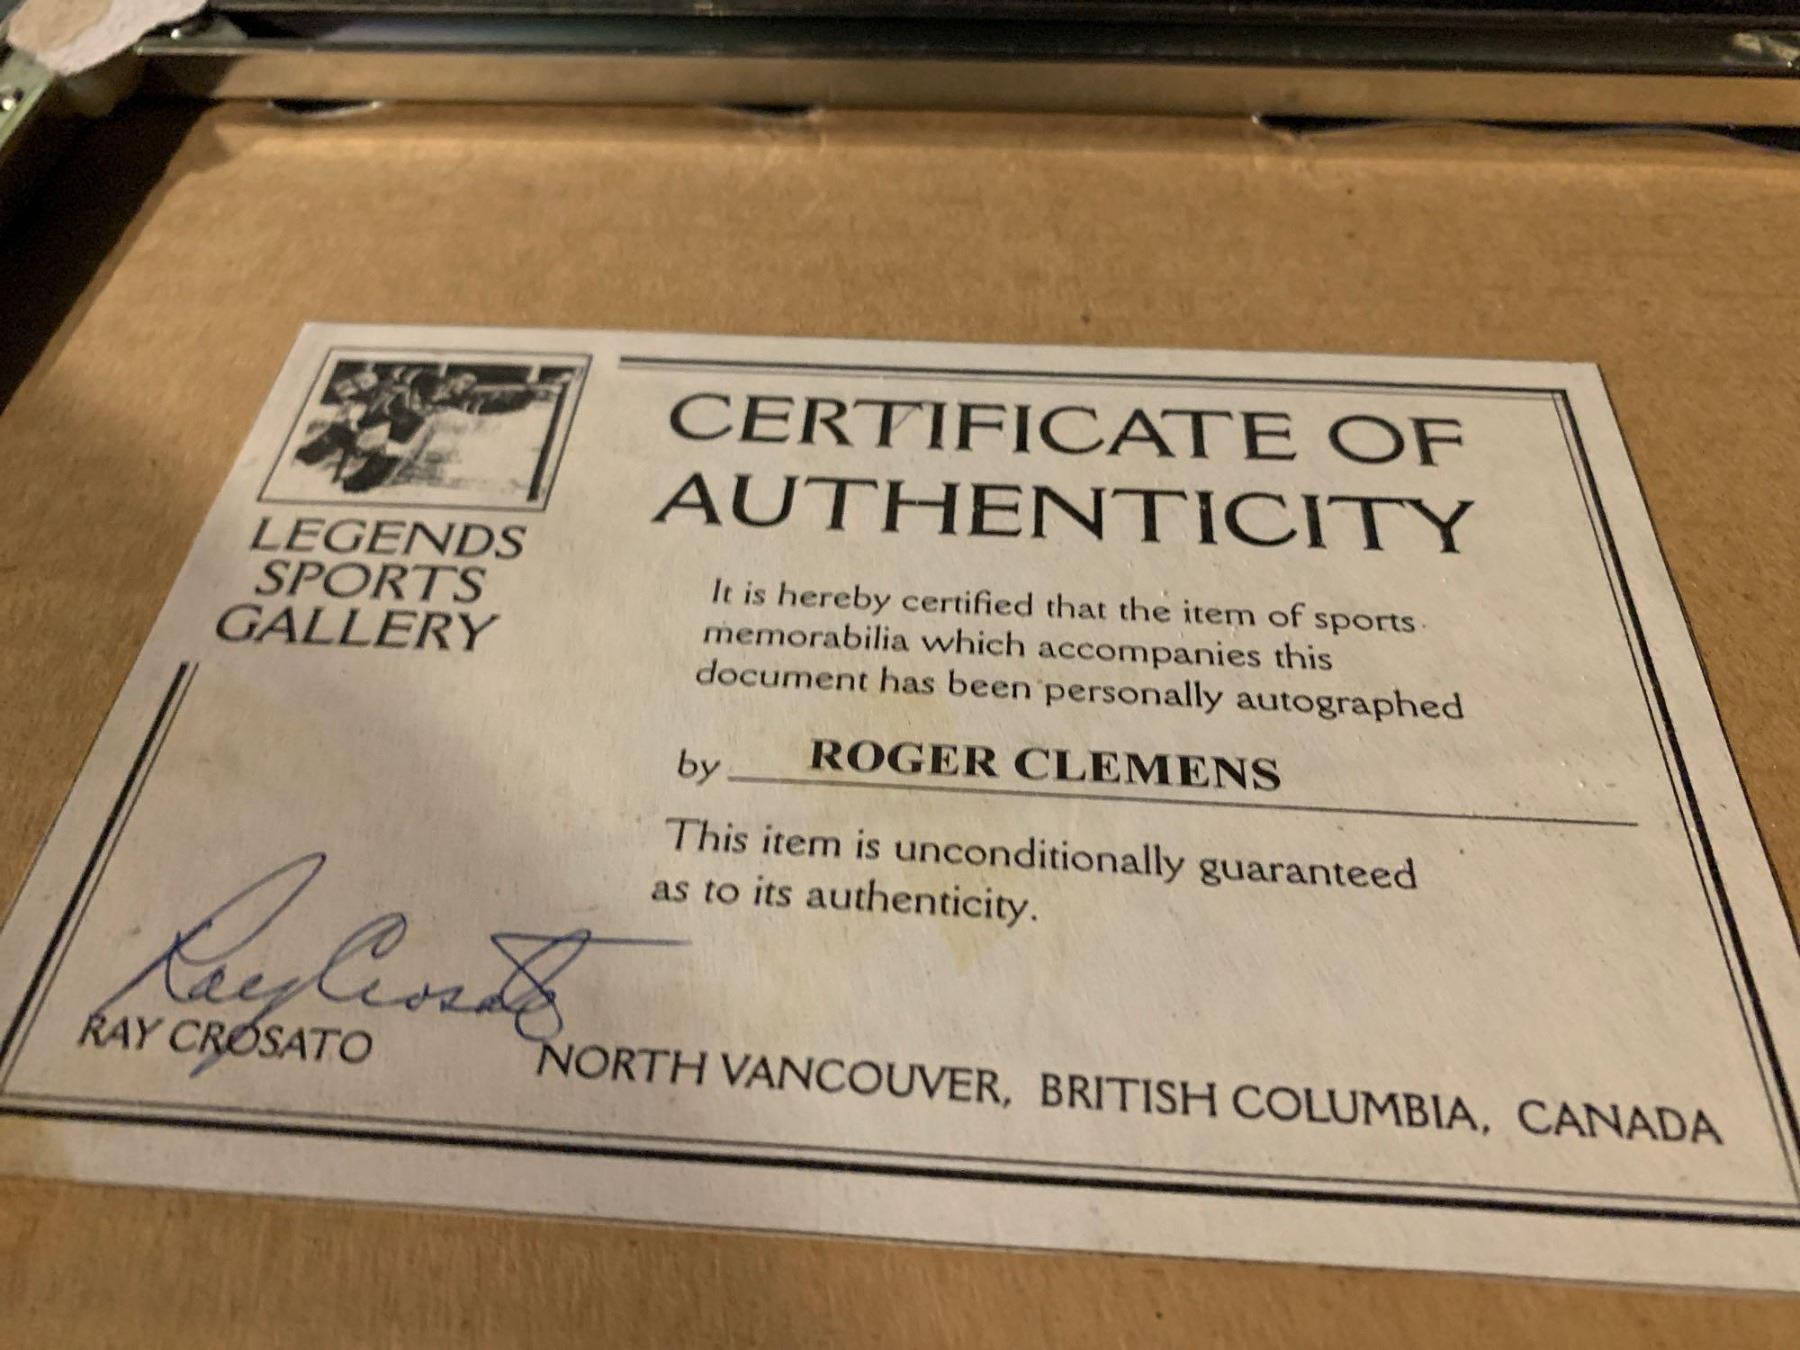 LEGENDS
SPORTS
GALLERY
CERTIFICATE OF
AUTHENTICITY
It is hereby certified that the item of sports
memorabilia which accompanies this
document has been personally autographed
by ROGER CLEMENS
This item is unconditionally guaranteed
as to its authenticity.
Ray Crosato
RAY CROSATO
NORTH VANCOUVER, BRITISH COLUMBIA, CANADA